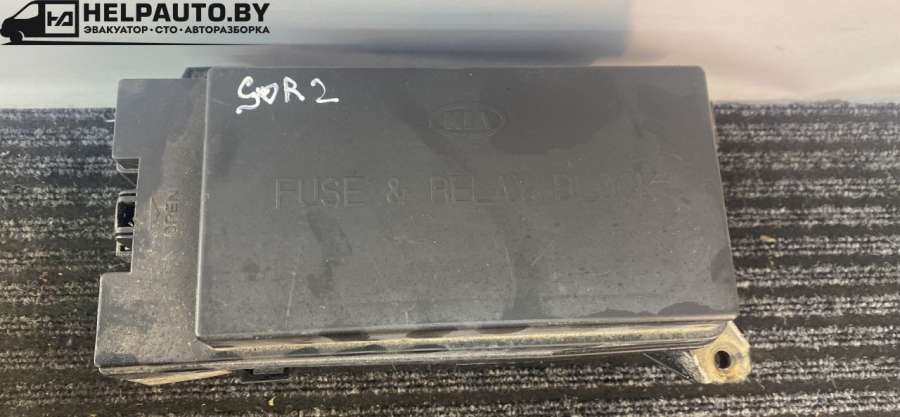 HELPAUTO.BY
ЭВАКУАТОР • СТО • АВТОРАЗБОРКА
SOR2
KIA
FUSE & RELAY BLOCK
OPEN